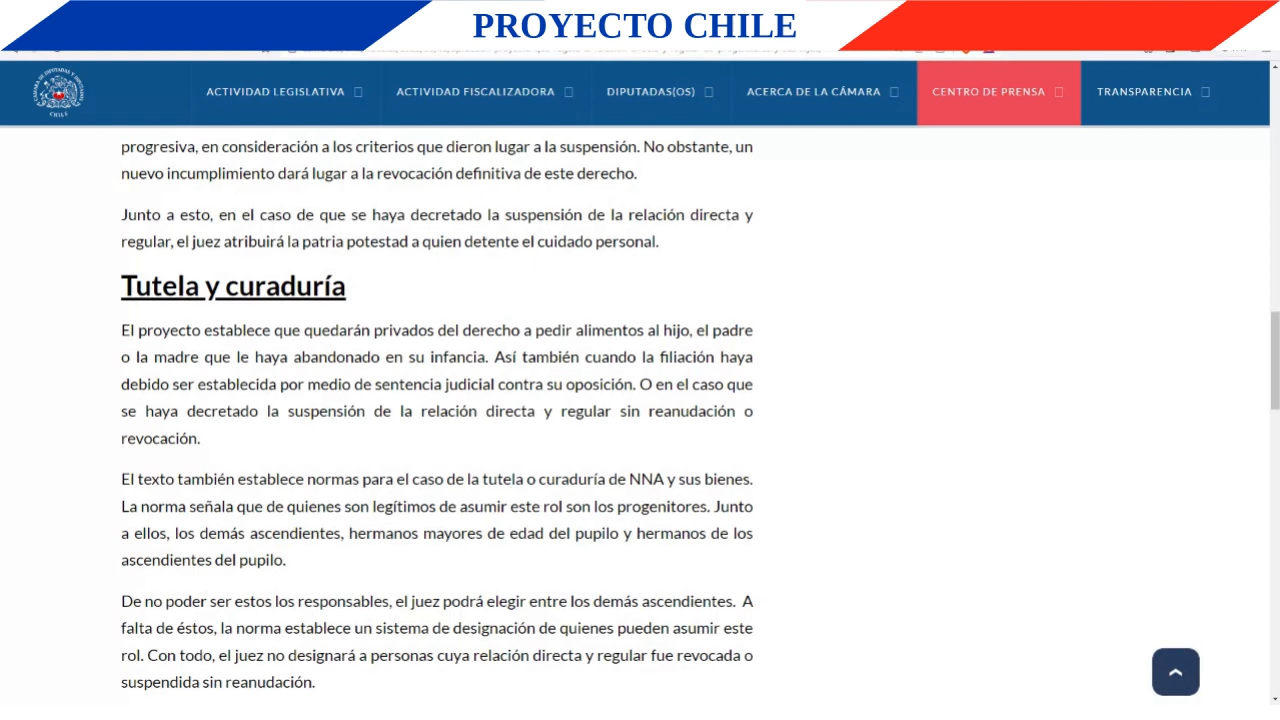 PROYECTO CHILE
CÁMARA DE DIPUTADAS Y DIPUTADOS
CHILE
ACTIVIDAD LEGISLATIVA
ACTIVIDAD FISCALIZADORA
DIPUTADAS(OS)
ACERCA DE LA CÁMARA
CENTRO DE PRENSA
TRANSPARENCIA
progresiva, en consideración a los criterios que dieron lugar a la suspensión. No obstante, un
nuevo incumplimiento dará lugar a la revocación definitiva de este derecho.
Junto a esto, en el caso de que se haya decretado la suspensión de la relación directa y
regular, el juez atribuirá la patria potestad a quien detente el cuidado personal.
Tutela y curaduría
El proyecto establece que quedarán privados del derecho a pedir alimentos al hijo, el padre
o la madre que le haya abandonado en su infancia. Así también cuando la filiación haya
debido ser establecida por medio de sentencia judicial contra su oposición. O en el caso que
se haya decretado la suspensión de la relación directa y regular sin reanudación o
revocación.
El texto también establece normas para el caso de la tutela o curaduría de NNA y sus bienes.
La norma señala que de quienes son legítimos de asumir este rol son los progenitores. Junto
a ellos, los demás ascendientes, hermanos mayores de edad del pupilo y hermanos de los
ascendientes del pupilo.
De no poder ser estos los responsables, el juez podrá elegir entre los demás ascendientes. A
falta de éstos, la norma establece un sistema de designación de quienes pueden asumir este
rol. Con todo, el juez no designará a personas cuya relación directa y regular fue revocada o
suspendida sin reanudación.